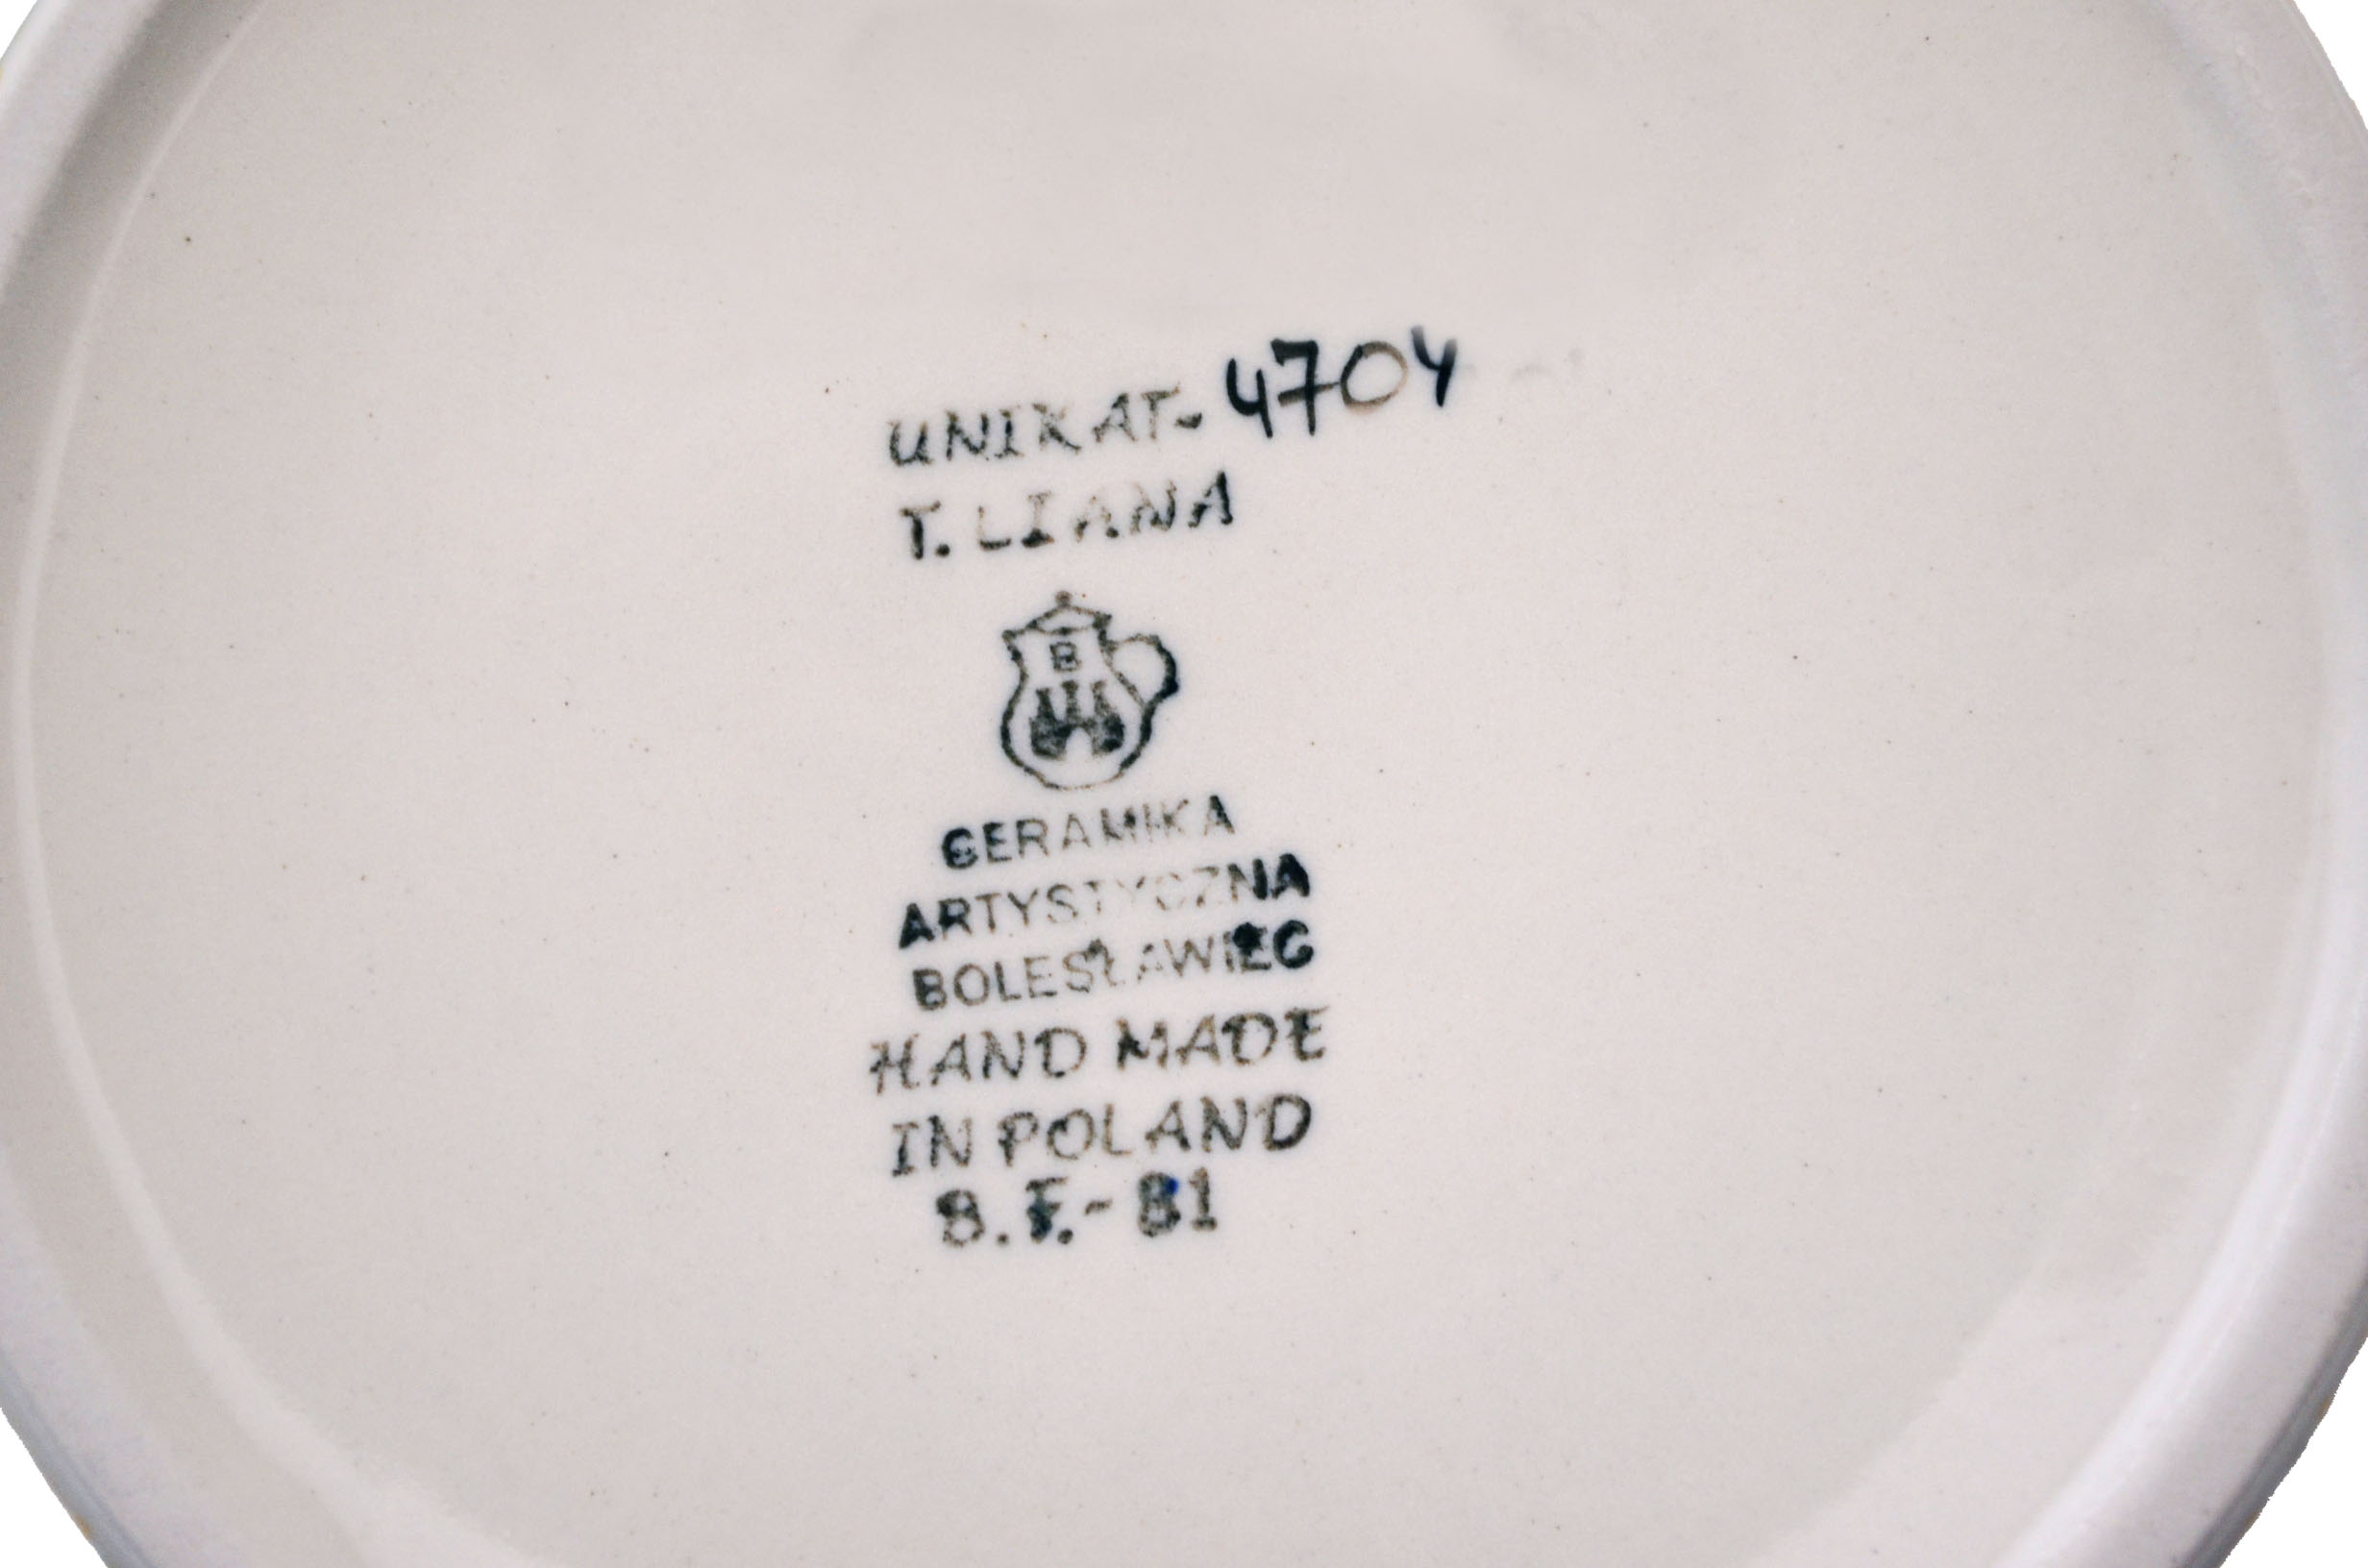 UNIKAT-4704
T. LIANA
B
CERAMIKA
ARTYSTYCZNA
BOLESŁAWIEC
HAND MADE
IN POLAND
B.F.-81